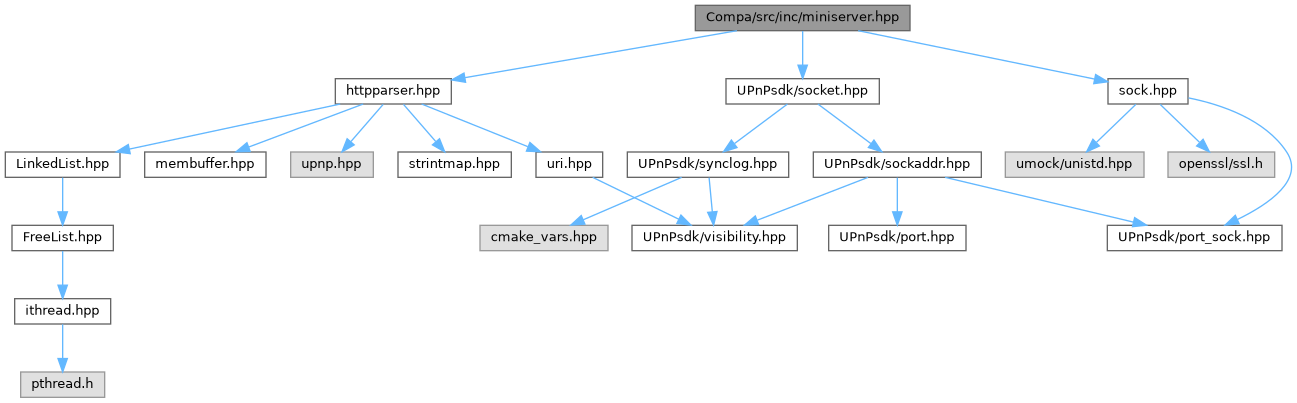 Compa/src/inc/miniserver.hpp
httpparser.hpp
UPnPsdk/socket.hpp
sock.hpp
LinkedList.hpp
membuffer.hpp
upnp.hpp
strintmap.hpp
uri.hpp
UPnPsdk/synclog.hpp
UPnPsdk/sockaddr.hpp
umock/unistd.hpp
openssl/ssl.h
FreeList.hpp
cmake_vars.hpp
UPnPsdk/visibility.hpp
UPnPsdk/port.hpp
UPnPsdk/port_sock.hpp
ithread.hpp
pthread.h